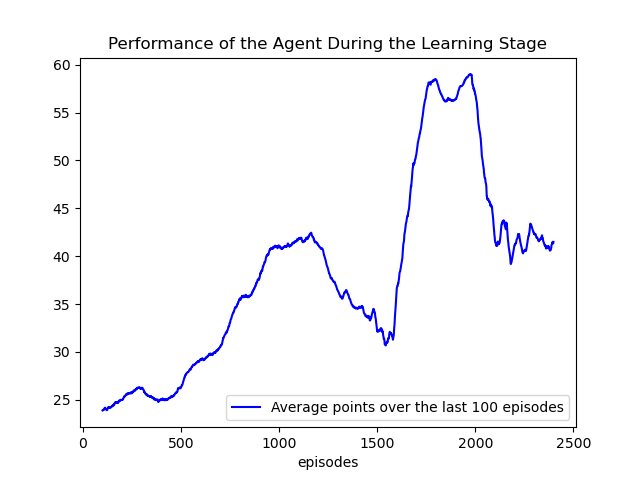 Performance of the Agent During the Learning Stage
60
55
50
45
40
35
30
25
Average points over the last 100 episodes
0 500 1000 1500 2000 2500
episodes